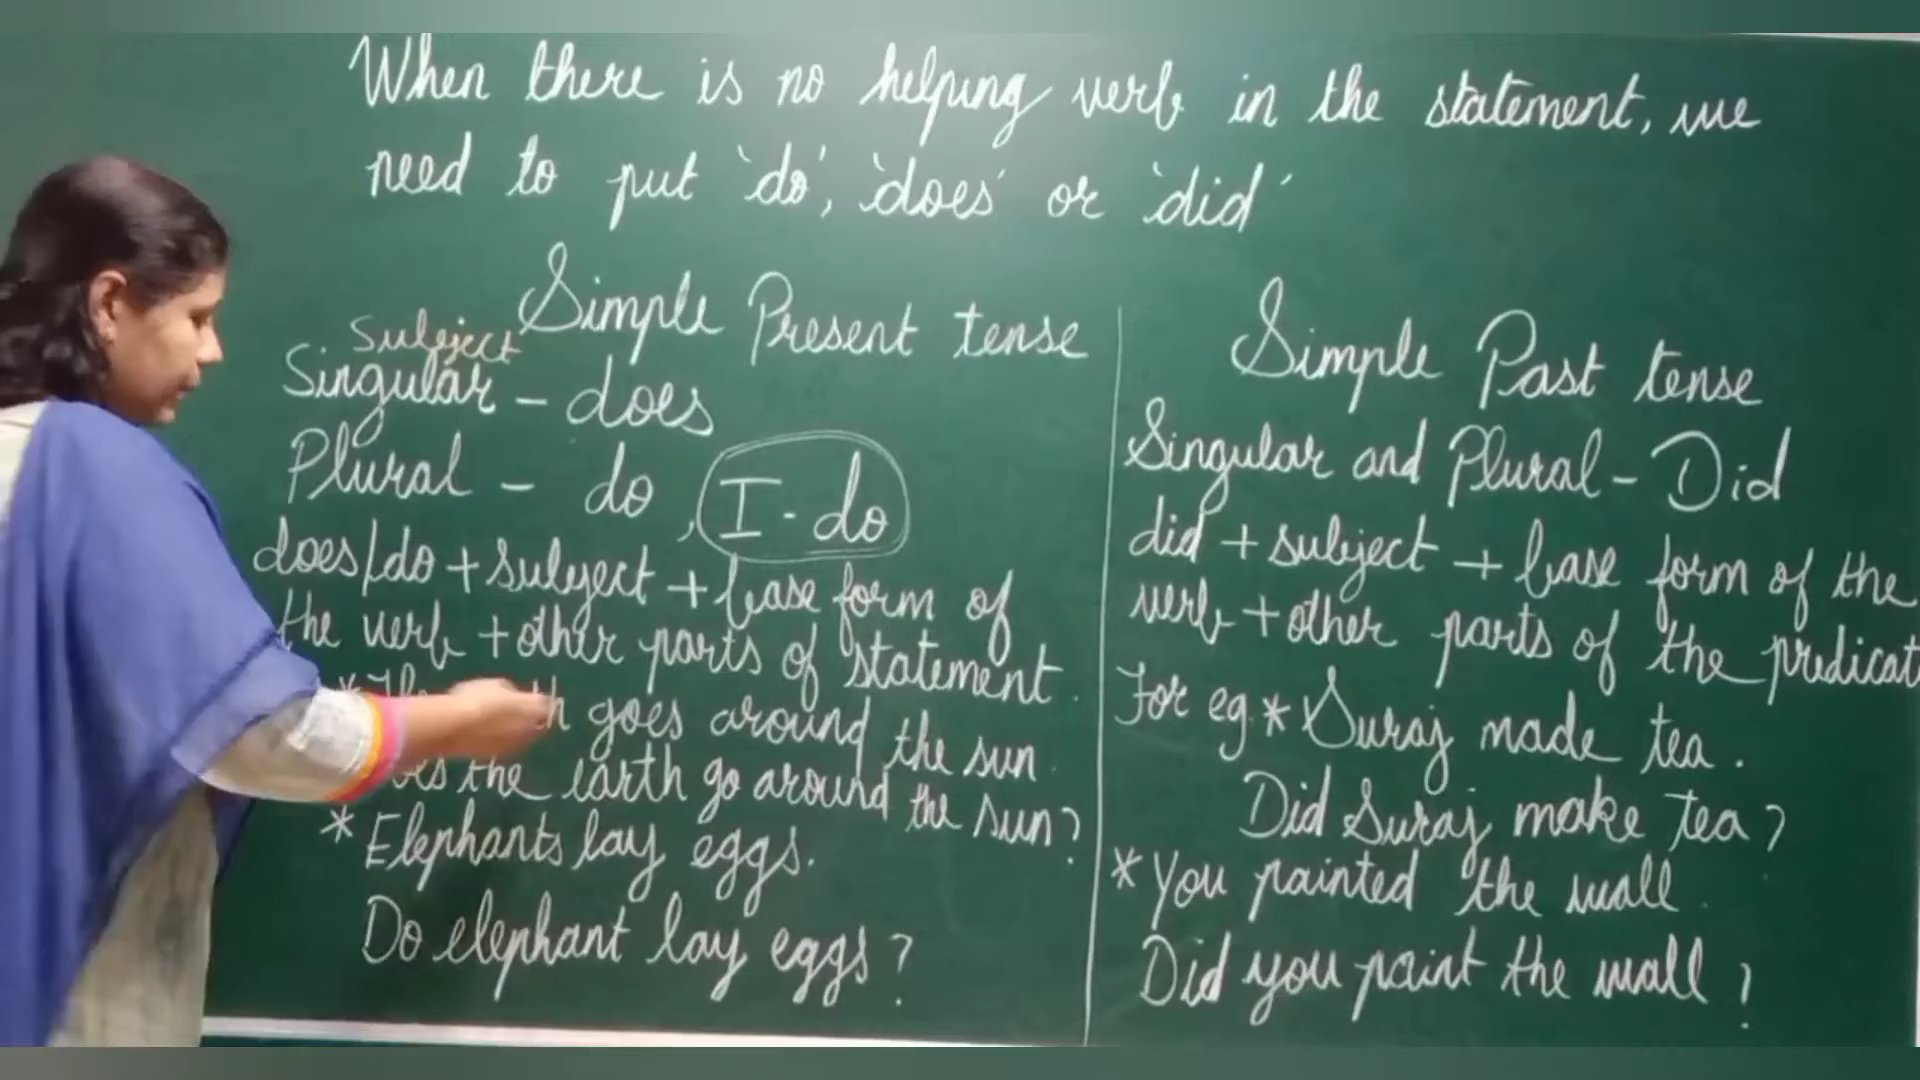 When there is no helping verb in the statement, we
need to put 'do', 'does' or 'did'
Simple Present tense
Subject
Singular - does
Plural - do, I - do
does/do + subject + base form of
the verb + other parts of statement.
* goes around the sun.
the earth go around the sun?
* Elephants lay eggs.
Do elephant lay eggs?
Simple Past tense
Singular and Plural - Did
did + subject + base form of the
verb + other parts of the predicat
For eg. * Suraj made tea.
Did Suraj make tea?
* You painted the wall.
Did you paint the wall?